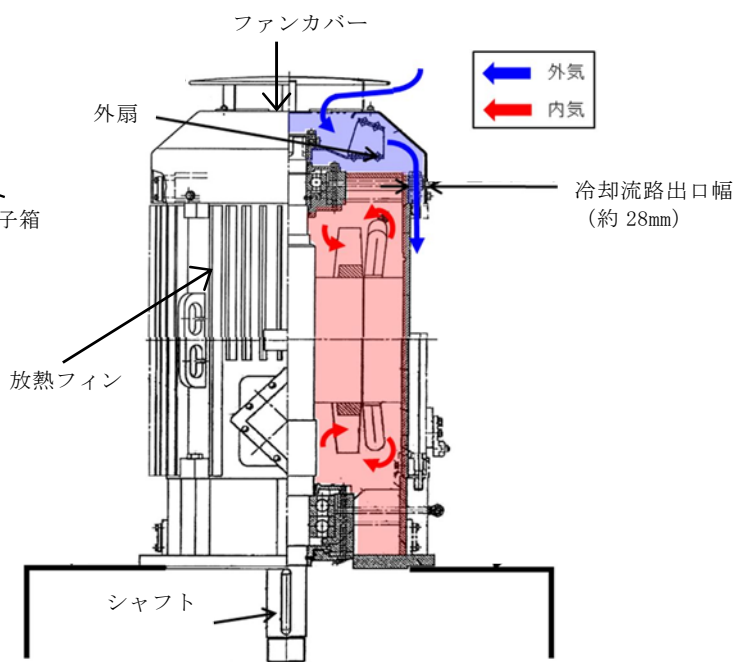 ファンカバー
外気
内気
外扇
冷却流路出口幅
(約 28mm)
子箱
放熱フィン
シャフト